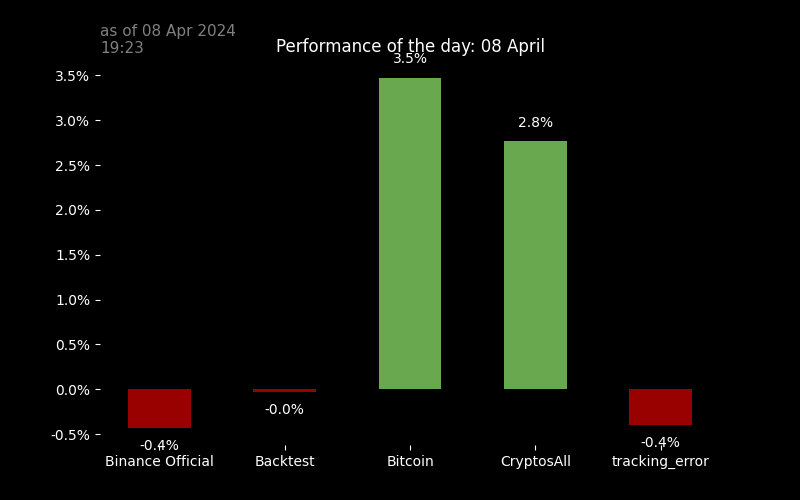 as of 08 Apr 2024
19:23
Performance of the day: 08 April
3.5%
3.5%
3.0%
2.8%
2.5%
2.0%
1.5%
1.0%
0.5%
0.0%
-0.0%
-0.5%
-0.4%
-0.4%
Binance Official
Backtest
Bitcoin
CryptosAll
tracking_error